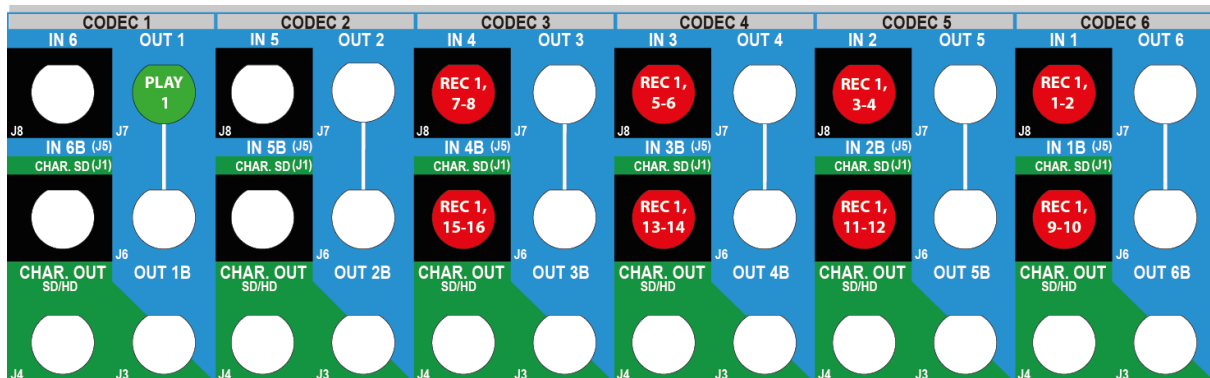 CODEC 1 CODEC 2 CODEC 3 CODEC 4 CODEC 5 CODEC 6
IN 6 OUT 1 IN 5 OUT 2 IN 4 OUT 3 IN 3 OUT 4 IN 2 OUT 5 IN 1 OUT 6
PLAY REC 1, REC 1, REC 1, REC 1,
1 7-8 5-6 3-4 1-2
J8 J7 J8 J7 J8 J7 J8 J7 J8 J7 J8 J7
IN 6B (J5) IN 5B (J5) IN 4B (J5) IN 3B (J5) IN 2B (J5) IN 1B (J5)
CHAR. SD (J1) CHAR. SD (J1) CHAR. SD (J1) CHAR. SD (J1) CHAR. SD (J1) CHAR. SD (J1)
REC 1, REC 1, REC 1, REC 1,
15-16 13-14 11-12 9-10
J6 J6 J6 J6 J6 J6
CHAR. OUT OUT 1B CHAR. OUT OUT 2B CHAR. OUT OUT 3B CHAR. OUT OUT 4B CHAR. OUT OUT 5B CHAR. OUT OUT 6B
SD/HD SD/HD SD/HD SD/HD SD/HD SD/HD
J4 J3 J4 J3 J4 J3 J4 J3 J4 J3 J4 J3